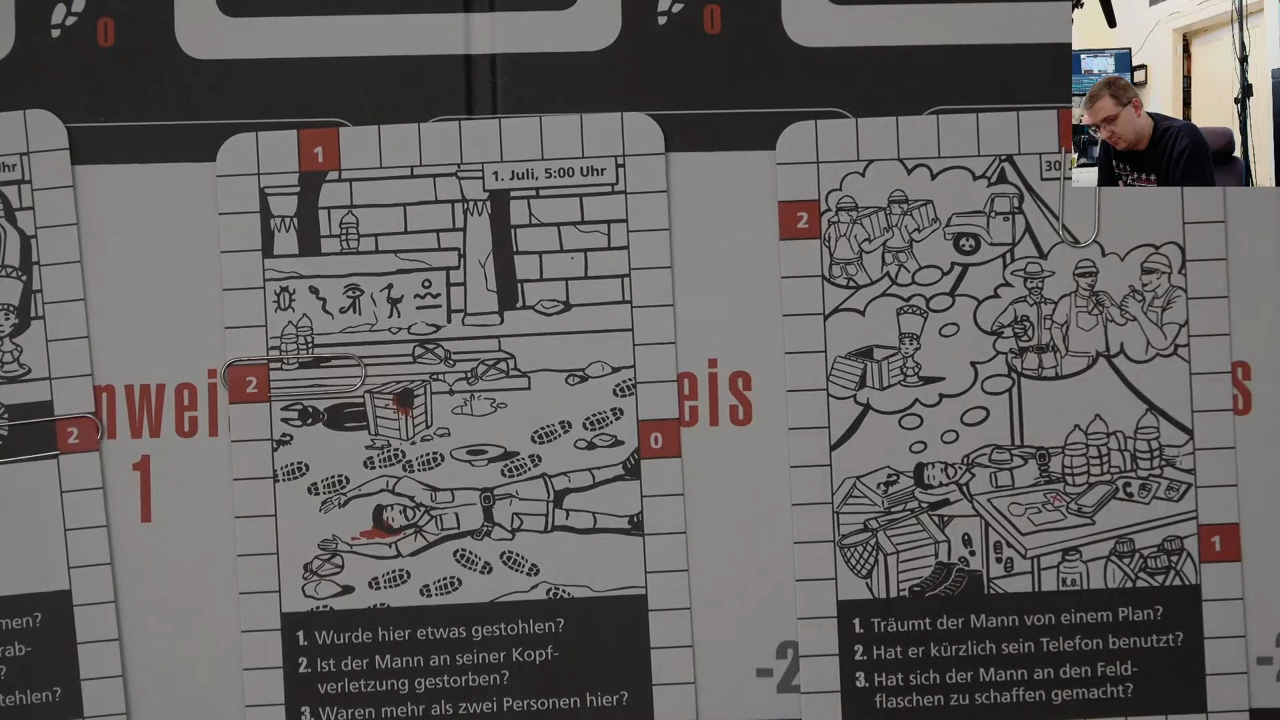 0
0
1
1. Juli, 5:00 Uhr
2
0
nwei
1
2
men?
?
tehlen?
1. Wurde hier etwas gestohlen?
2. Ist der Mann an seiner Kopf-
verletzung gestorben?
3. Waren mehr als zwei Personen hier?
eis
-2
2
30
1
K.o.
1. Träumt der Mann von einem Plan?
2. Hat er kürzlich sein Telefon benutzt?
3. Hat sich der Mann an den Feld-
flaschen zu schaffen gemacht?
s